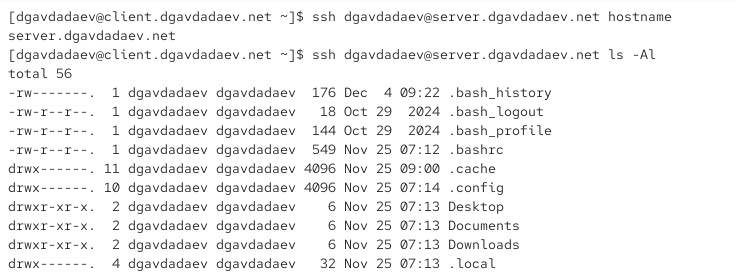 [dgavdadaev@client.dgavdadaev.net ~]$ ssh dgavdadaev@server.dgavdadaev.net hostname
server.dgavdadaev.net
[dgavdadaev@client.dgavdadaev.net ~]$ ssh dgavdadaev@server.dgavdadaev.net ls -Al
total 56
-rw-------.  1 dgavdadaev dgavdadaev  176 Dec  4 09:22 .bash_history
-rw-r--r--.  1 dgavdadaev dgavdadaev   18 Oct 29  2024 .bash_logout
-rw-r--r--.  1 dgavdadaev dgavdadaev  144 Oct 29  2024 .bash_profile
-rw-r--r--.  1 dgavdadaev dgavdadaev  549 Nov 25 07:12 .bashrc
drwx------. 11 dgavdadaev dgavdadaev 4096 Nov 25 09:00 .cache
drwx------. 10 dgavdadaev dgavdadaev 4096 Nov 25 07:14 .config
drwxr-xr-x.  2 dgavdadaev dgavdadaev    6 Nov 25 07:13 Desktop
drwxr-xr-x.  2 dgavdadaev dgavdadaev    6 Nov 25 07:13 Documents
drwxr-xr-x.  2 dgavdadaev dgavdadaev    6 Nov 25 07:13 Downloads
drwx------.  4 dgavdadaev dgavdadaev   32 Nov 25 07:13 .local